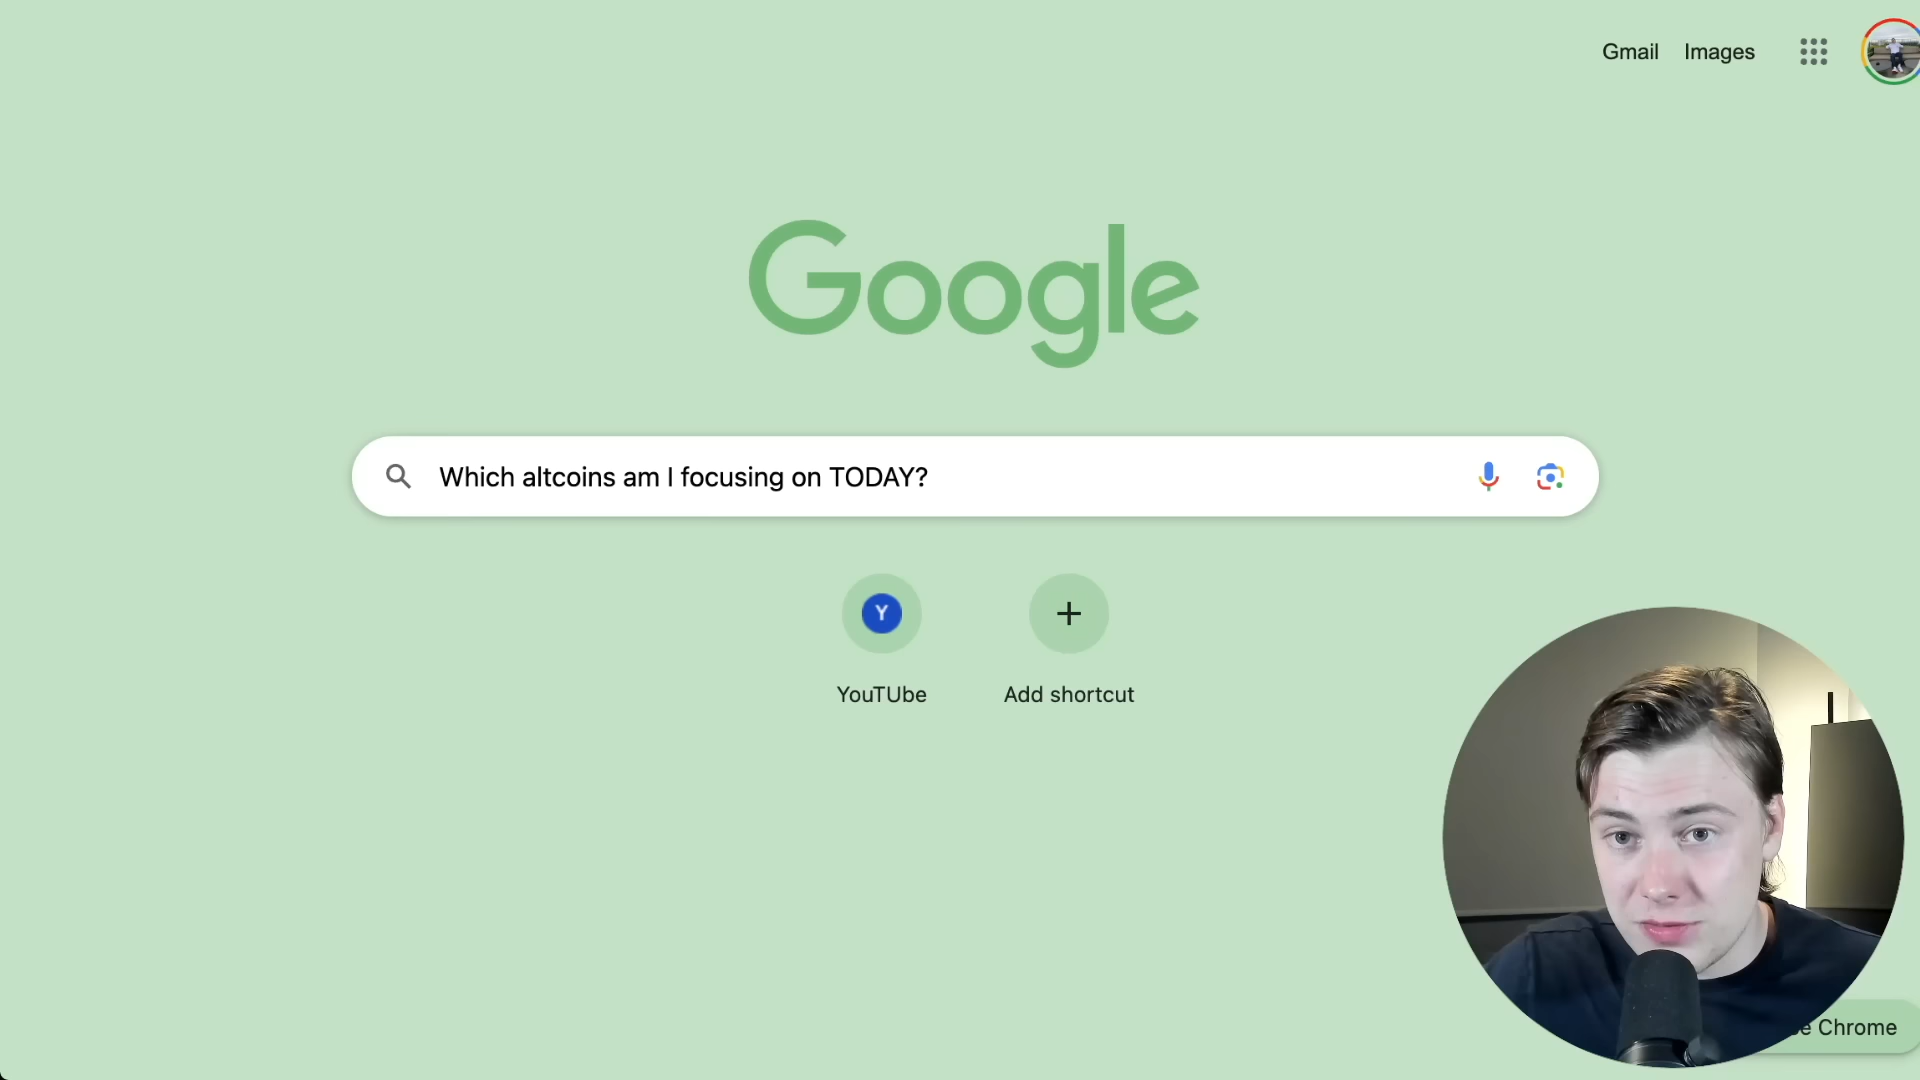 Gmail Images
Google
Which altcoins am I focusing on TODAY?
Y
YouTUbe
Add shortcut
Chrome